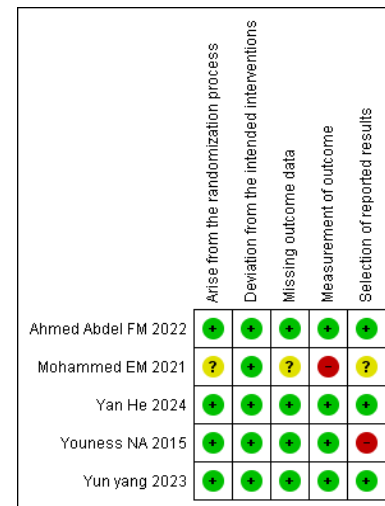 Arise from the randomization process
Deviation from the intended interventions
Missing outcome data
Measurement of outcome
Selection of reported results
Ahmed Abdel FM 2022 + + + + +
Mohammed EM 2021 ? + ? - ?
Yan He 2024 + + + + +
Youness NA 2015 + + + + -
Yun yang 2023 + + + + +